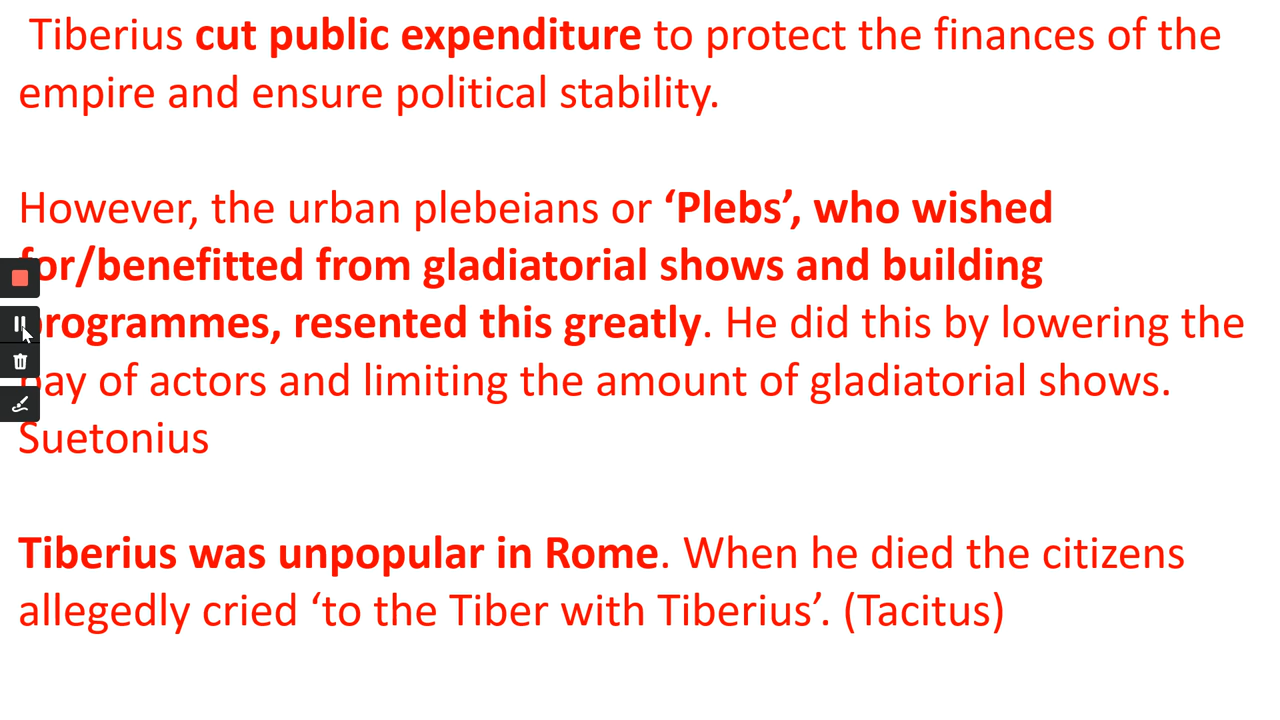 Tiberius cut public expenditure to protect the finances of the
empire and ensure political stability.
However, the urban plebeians or ‘Plebs’, who wished
for/benefitted from gladiatorial shows and building
programmes, resented this greatly. He did this by lowering the
pay of actors and limiting the amount of gladiatorial shows.
Suetonius
Tiberius was unpopular in Rome. When he died the citizens
allegedly cried ‘to the Tiber with Tiberius’. (Tacitus)